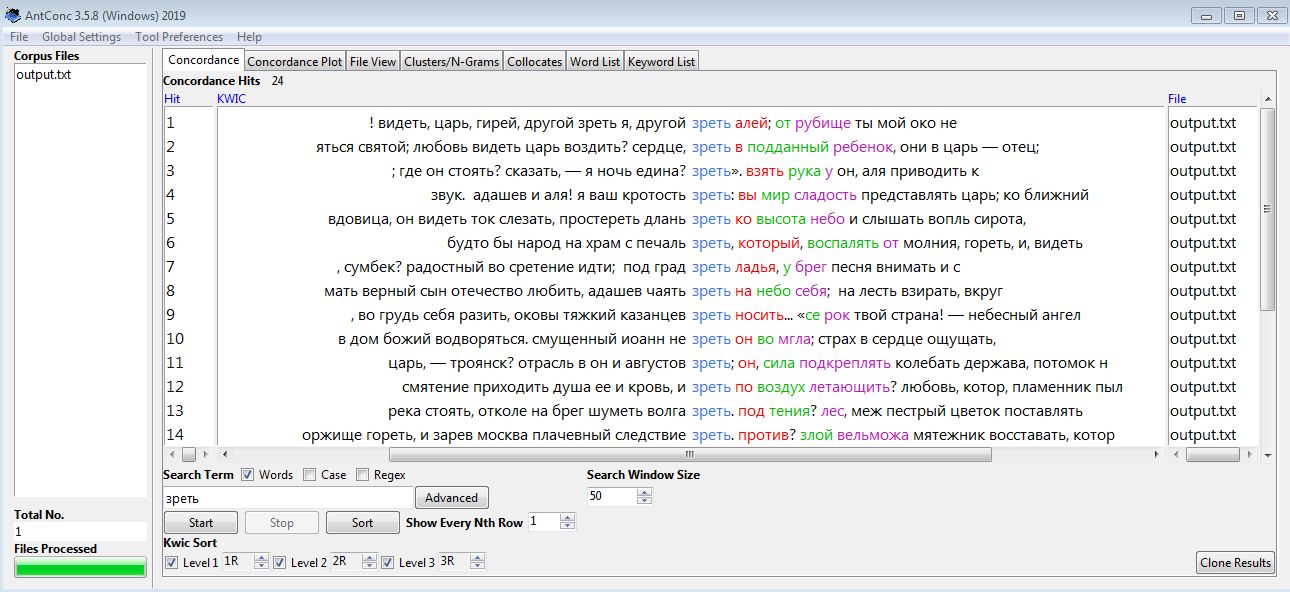 AntConc 3.5.8 (Windows) 2019
File Global Settings Tool Preferences Help
Corpus Files
output.txt
Concordance Concordance Plot File View Clusters/N-Grams Collocates Word List Keyword List
Concordance Hits 24
Hit KWIC File
1 ! видеть, царь, гирей, другой зреть я, другой зреть алей; от рубище ты мой око не output.txt
2 яться святой; любовь видеть царь воздить? сердце, зреть в подданный ребенок, они в царь — отец; output.txt
3 ; где он стоять? сказать, — я ночь едина? зреть». взять рука у он, аля приводить к output.txt
4 звук. адашев и аля! я ваш кротость зреть: вы мир сладость представлять царь; ко ближний output.txt
5 вдовица, он видеть ток слезать, простереть длань зреть ко высота небо и слышать вопль сирота, output.txt
6 будто бы народ на храм с печаль зреть, который, воспалять от молния, гореть, и, видеть output.txt
7 , сумбек? радостный во сретение идти; под град зреть ладья, у брег песня внимать и с output.txt
8 мать верный сын отечество любить, адашев чаять зреть на небо себя; на лесть взирать, вкруг output.txt
9 , во грудь себя разить, оковы тяжкий казанцев зреть носить... «се рок твой страна! — небесный ангел output.txt
10 в дом божий водворяться. смущенный иоанн не зреть он во мгла; страх в сердце ощущать, output.txt
11 царь, — троянск? отрасль в он и августов зреть; он, сила подкреплять колебать держава, потомок н output.txt
12 смятение приходить душа ее и кровь, и зреть по воздух летающить? любовь, котор, пламенник пыл output.txt
13 река стоять, отколе на брег шуметь волга зреть. под тения? лес, меж пестрый цветок поставлять output.txt
14 оржище гореть, и зарев москва плачевный следствие зреть. против? злой вельможа мятежник восставать, котор output.txt
Search Term Words Case Regex Search Window Size
зреть Advanced 50
Total No.
1
Start Stop Sort Show Every Nth Row 1
Files Processed
Kwic Sort
Level 1 1R Level 2 2R Level 3 3R Clone Results